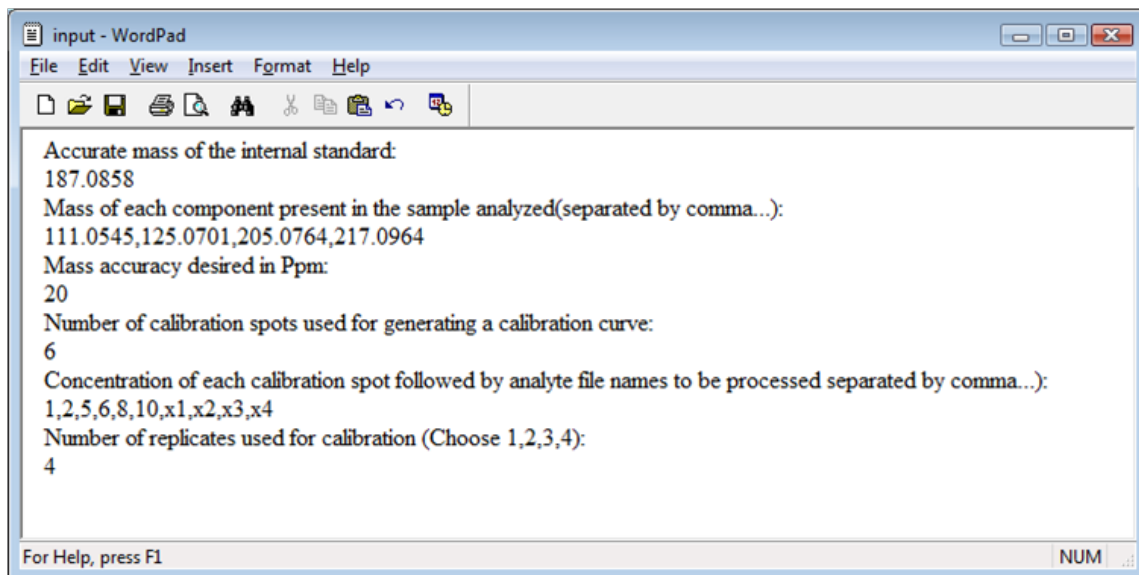 input - WordPad
File Edit View Insert Format Help
Accurate mass of the internal standard:
187.0858
Mass of each component present in the sample analyzed(separated by comma...):
111.0545,125.0701,205.0764,217.0964
Mass accuracy desired in Ppm:
20
Number of calibration spots used for generating a calibration curve:
6
Concentration of each calibration spot followed by analyte file names to be processed separated by comma...):
1,2,5,6,8,10,x1,x2,x3,x4
Number of replicates used for calibration (Choose 1,2,3,4):
4
For Help, press F1 NUM